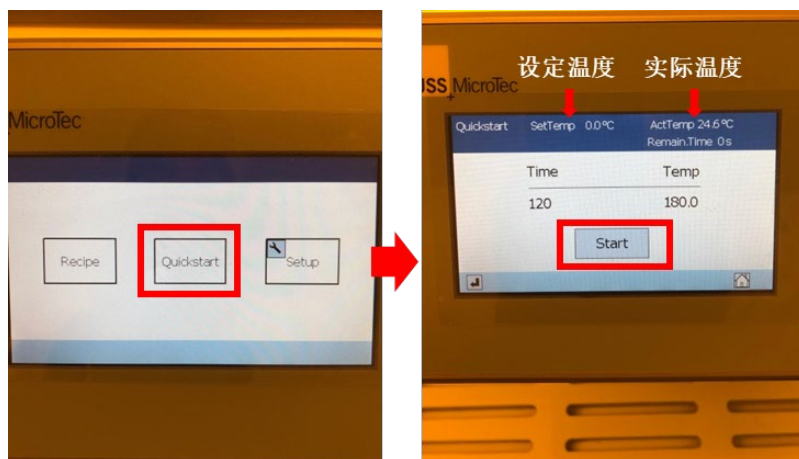 MicroTec
Recipe
Quickstart
Setup
设定温度 实际温度
USS MicroTec
Quickstart SetTemp 0.0℃ ActTemp 24.6℃
Remain.Time 0s
Time Temp
120 180.0
Start